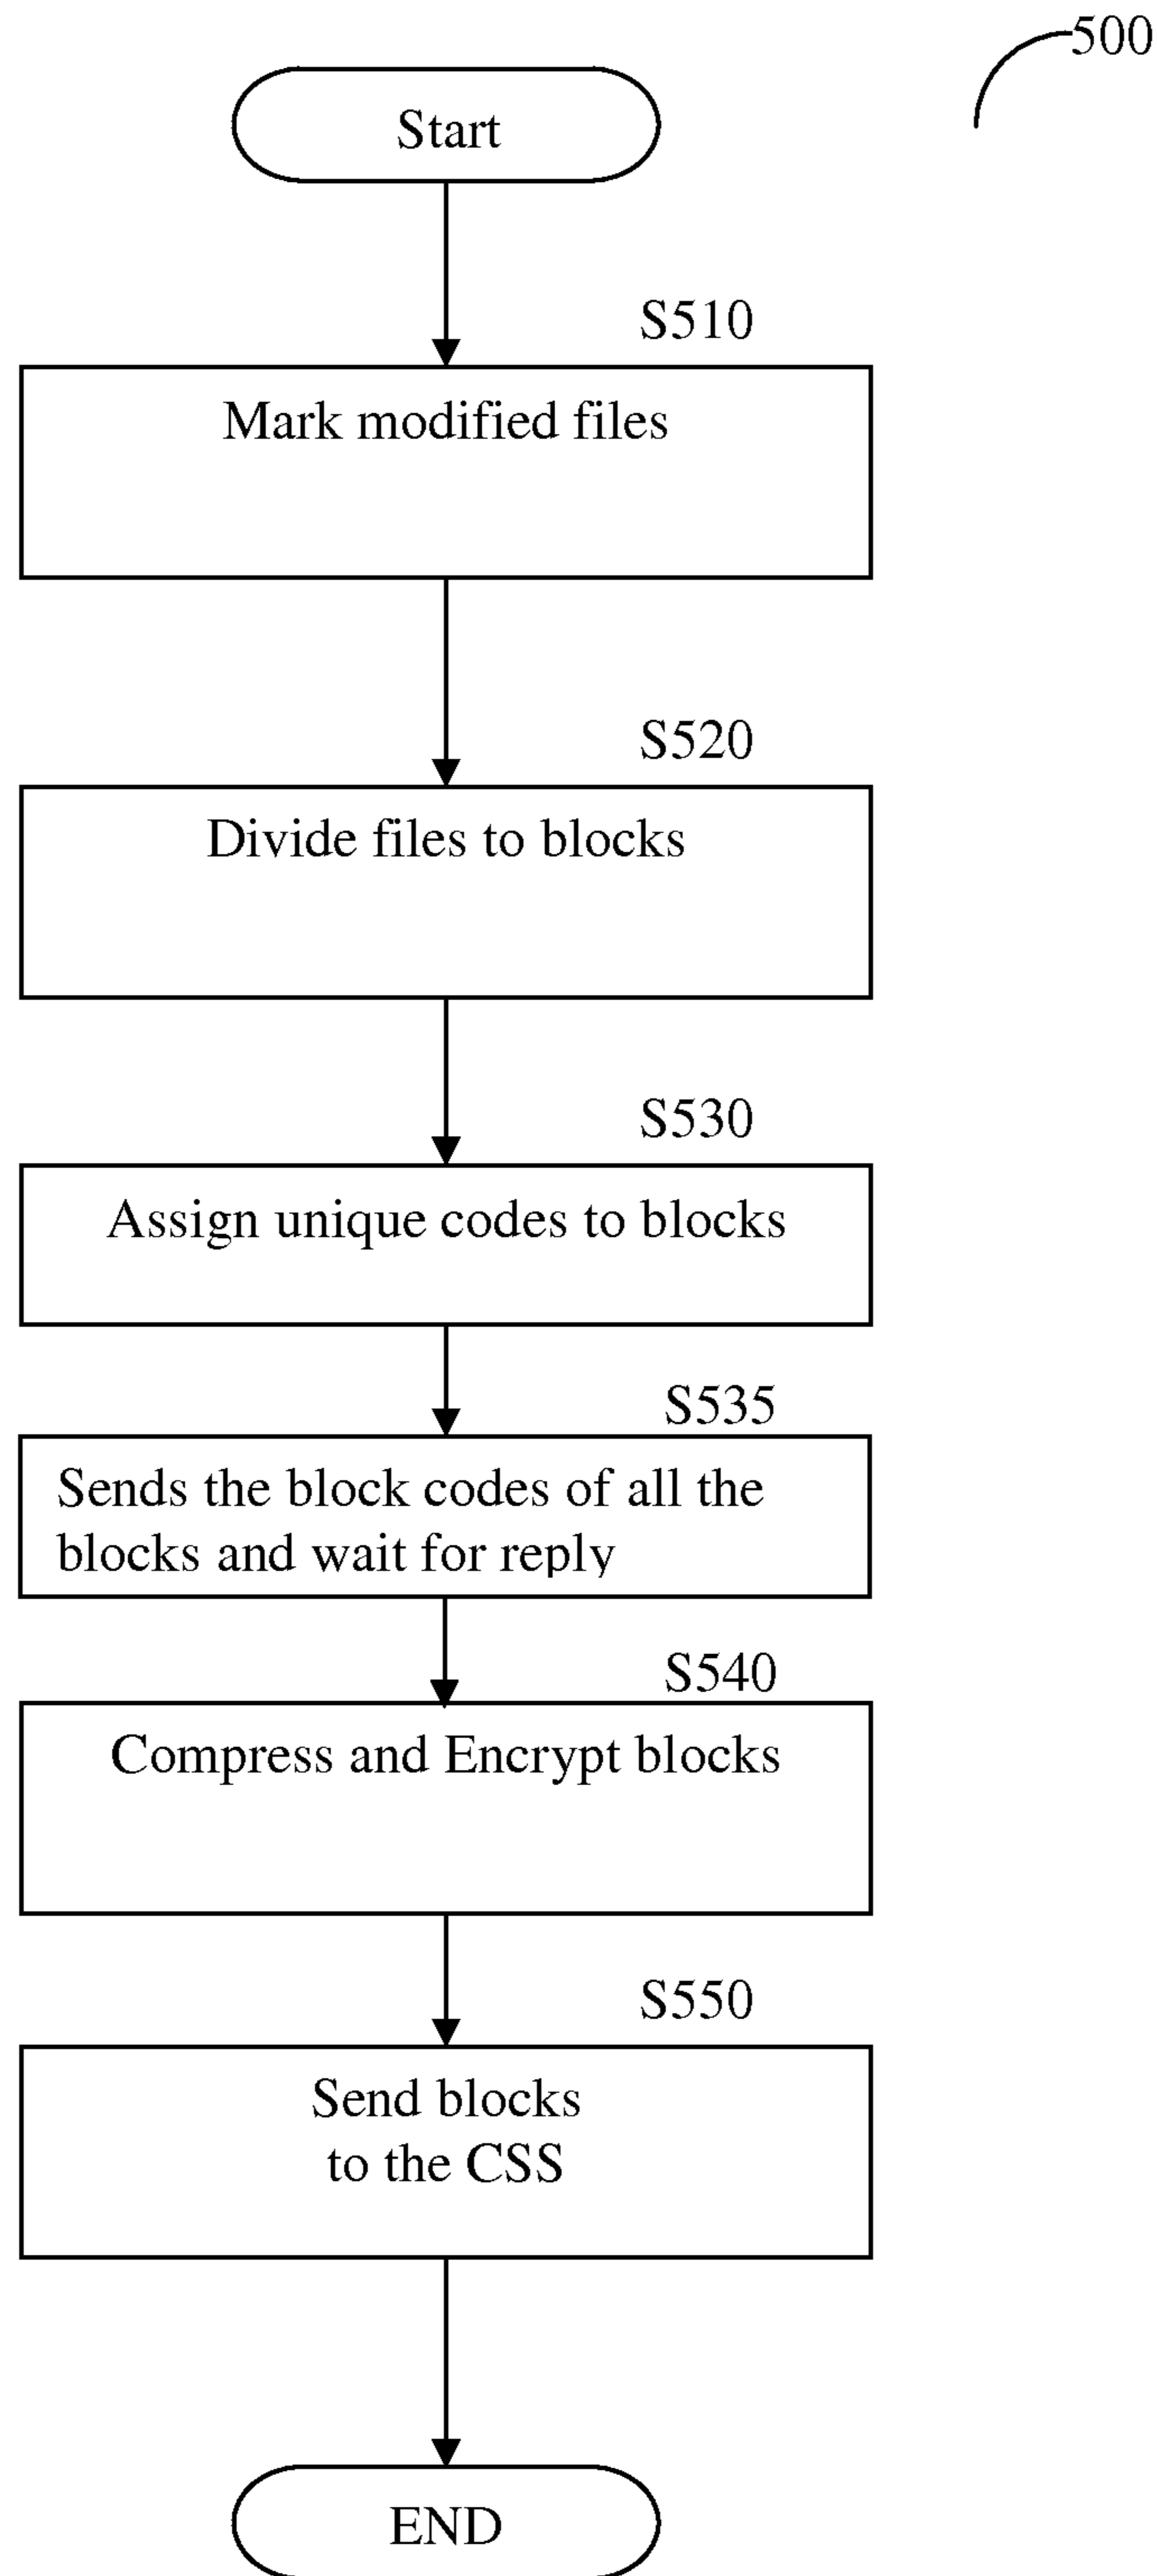 500
Start
S510
Mark modified files
S520
Divide files to blocks
S530
Assign unique codes to blocks
S535
Sends the block codes of all the
blocks and wait for reply
S540
Compress and Encrypt blocks
S550
Send blocks
to the CSS
END